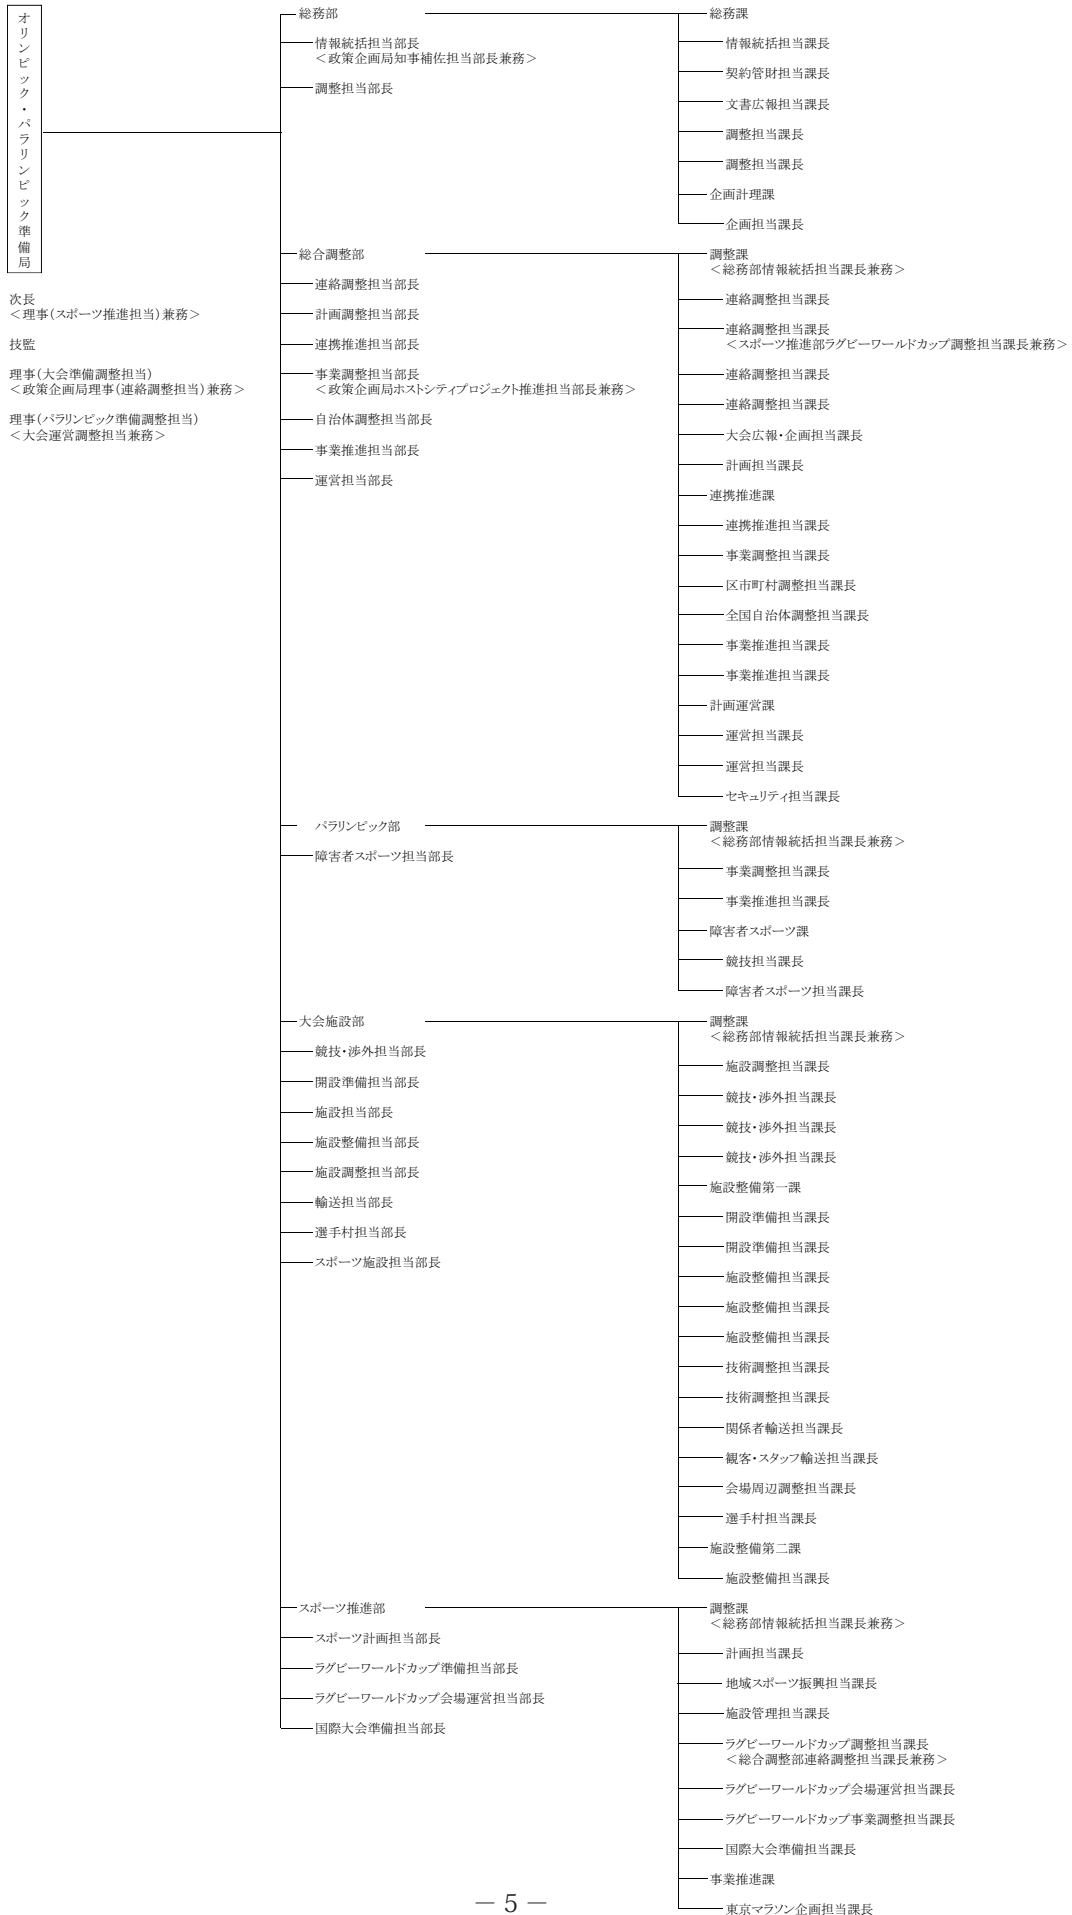 オリンピック・パラリンピック準備局
次長
＜理事(スポーツ推進担当)兼務＞
技監
理事(大会準備調整担当)
＜政策企画局理事(連絡調整担当)兼務＞
理事(パラリンピック準備調整担当)
＜大会運営調整担当兼務＞
総務部
情報統括担当部長
＜政策企画局知事補佐担当部長兼務＞
調整担当部長
総務課
情報統括担当課長
契約管財担当課長
文書広報担当課長
調整担当課長
調整担当課長
企画計理課
企画担当課長
総合調整部
連絡調整担当部長
計画調整担当部長
連携推進担当部長
事業調整担当部長
＜政策企画局ホストシティプロジェクト推進担当部長兼務＞
自治体調整担当部長
事業推進担当部長
運営担当部長
調整課
＜総務部情報統括担当課長兼務＞
連絡調整担当課長
連絡調整担当課長
＜スポーツ推進部ラグビーワールドカップ調整担当課長兼務＞
連絡調整担当課長
連絡調整担当課長
大会広報・企画担当課長
計画担当課長
連携推進課
連携推進担当課長
事業調整担当課長
区市町村調整担当課長
全国自治体調整担当課長
事業推進担当課長
事業推進担当課長
計画運営課
運営担当課長
運営担当課長
セキュリティ担当課長
パラリンピック部
障害者スポーツ担当部長
調整課
＜総務部情報統括担当課長兼務＞
事業調整担当課長
事業推進担当課長
障害者スポーツ課
競技担当課長
障害者スポーツ担当課長
大会施設部
競技・渉外担当部長
開設準備担当部長
施設担当部長
施設整備担当部長
施設調整担当部長
輸送担当部長
選手村担当部長
スポーツ施設担当部長
調整課
＜総務部情報統括担当課長兼務＞
施設調整担当課長
競技・渉外担当課長
競技・渉外担当課長
競技・渉外担当課長
施設整備第一課
開設準備担当課長
開設準備担当課長
施設整備担当課長
施設整備担当課長
施設整備担当課長
技術調整担当課長
技術調整担当課長
関係者輸送担当課長
観客・スタッフ輸送担当課長
会場周辺調整担当課長
選手村担当課長
施設整備第二課
施設整備担当課長
スポーツ推進部
スポーツ計画担当部長
ラグビーワールドカップ準備担当部長
ラグビーワールドカップ会場運営担当部長
国際大会準備担当部長
調整課
＜総務部情報統括担当課長兼務＞
計画担当課長
地域スポーツ振興担当課長
施設管理担当課長
ラグビーワールドカップ調整担当課長
＜総合調整部連絡調整担当課長兼務＞
ラグビーワールドカップ会場運営担当課長
ラグビーワールドカップ事業調整担当課長
国際大会準備担当課長
事業推進課
東京マラソン企画担当課長
－ 5 －